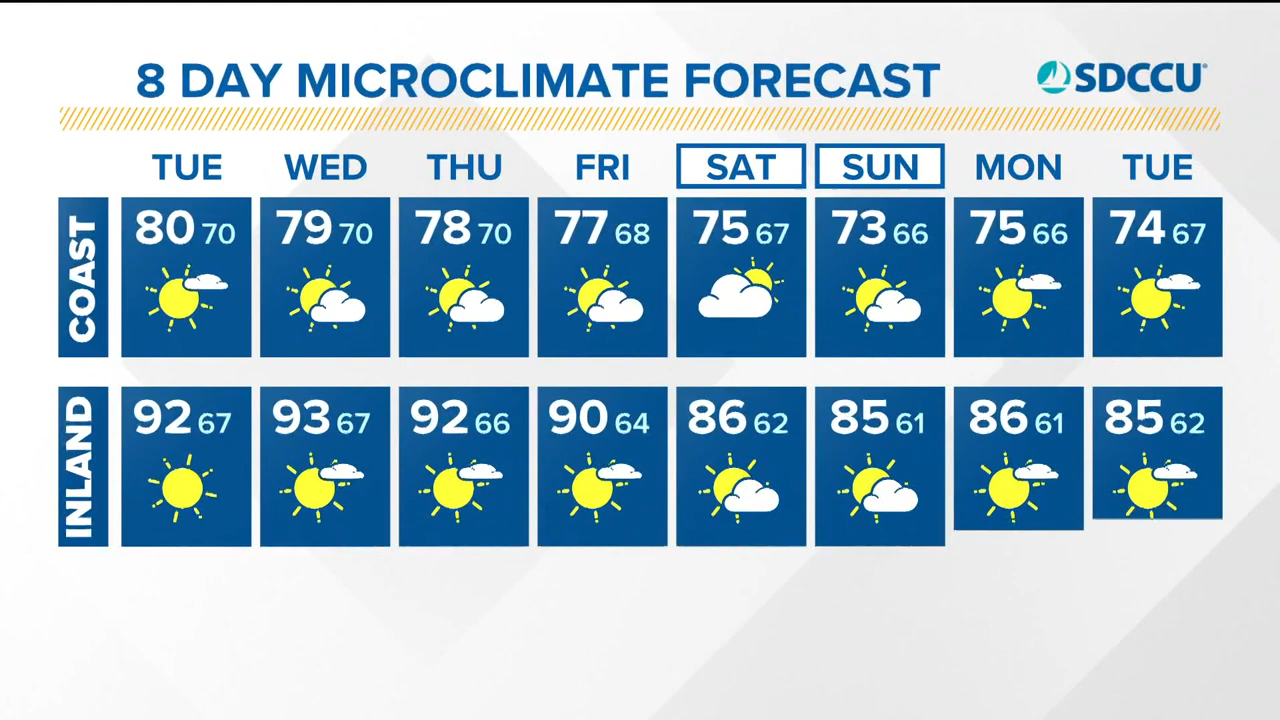 8 DAY MICROCLIMATE FORECAST
SDCCU®
TUE WED THU FRI SAT SUN MON TUE
COAST
80 70 79 70 78 70 77 68 75 67 73 66 75 66 74 67
INLAND
92 67 93 67 92 66 90 64 86 62 85 61 86 61 85 62